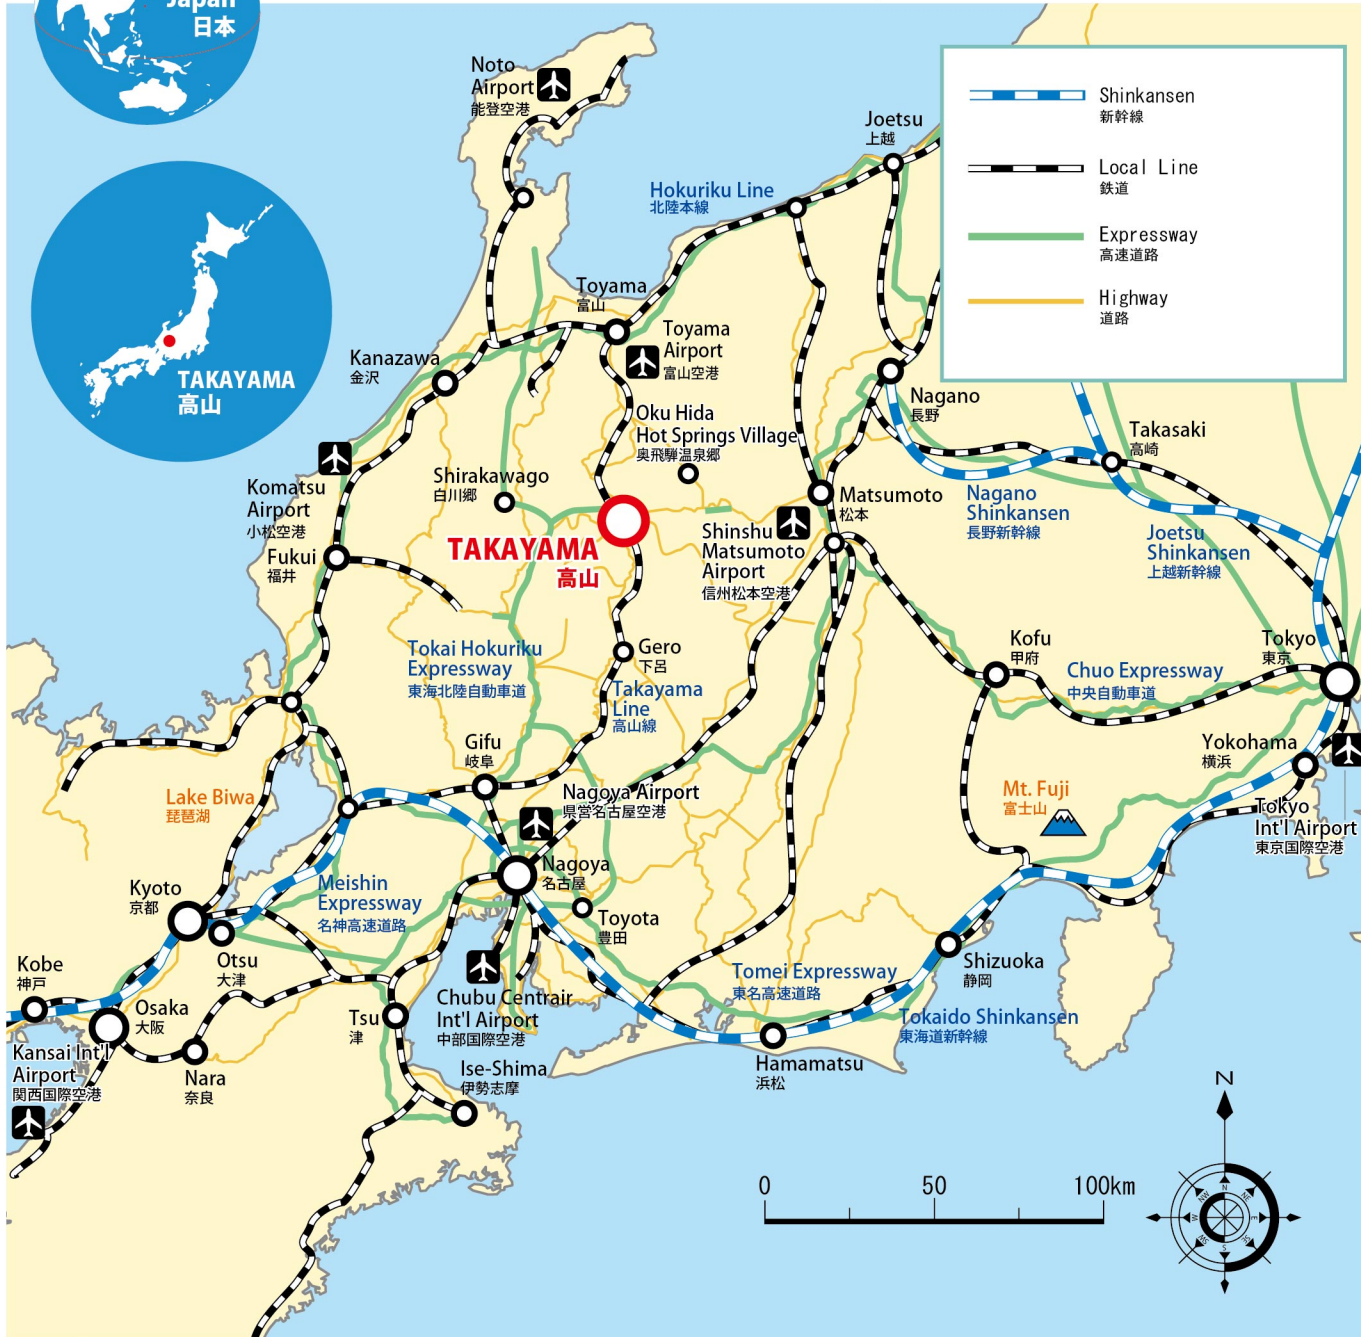 Japan
日本
TAKAYAMA
高山
Noto
Airport
能登空港
Joetsu
上越
Shinkansen
新幹線
Local Line
鉄道
Expressway
高速道路
Highway
道路
Hokuriku Line
北陸本線
Toyama
富山
Toyama
Airport
富山空港
Kanazawa
金沢
Nagano
長野
Oku Hida
Hot Springs Village
奥飛騨温泉郷
Takasaki
高崎
Komatsu
Airport
小松空港
Shirakawago
白川郷
Matsumoto
松本
Nagano
Shinkansen
長野新幹線
Joetsu
Shinkansen
上越新幹線
TAKAYAMA
高山
Shinshu
Matsumoto
Airport
信州松本空港
Fukui
福井
Tokai Hokuriku
Expressway
東海北陸自動車道
Gero
下呂
Takayama
Line
高山線
Kofu
甲府
Chuo Expressway
中央自動車道
Tokyo
東京
Gifu
岐阜
Yokohama
横浜
Lake Biwa
琵琶湖
Nagoya Airport
県営名古屋空港
Mt. Fuji
富士山
Tokyo
Int'l Airport
東京国際空港
Kyoto
京都
Meishin
Expressway
名神高速道路
Nagoya
名古屋
Toyota
豊田
Kobe
神戸
Otsu
大津
Osaka
大阪
Tsu
津
Chubu Centrair
Int'l Airport
中部国際空港
Tomei Expressway
東名高速道路
Shizuoka
静岡
Tokaido Shinkansen
東海道新幹線
Kansai Int'l
Airport
関西国際空港
Nara
奈良
Ise-Shima
伊勢志摩
Hamamatsu
浜松
0 50 100km
N
N
NE
E
SE
S
SW
W
NW